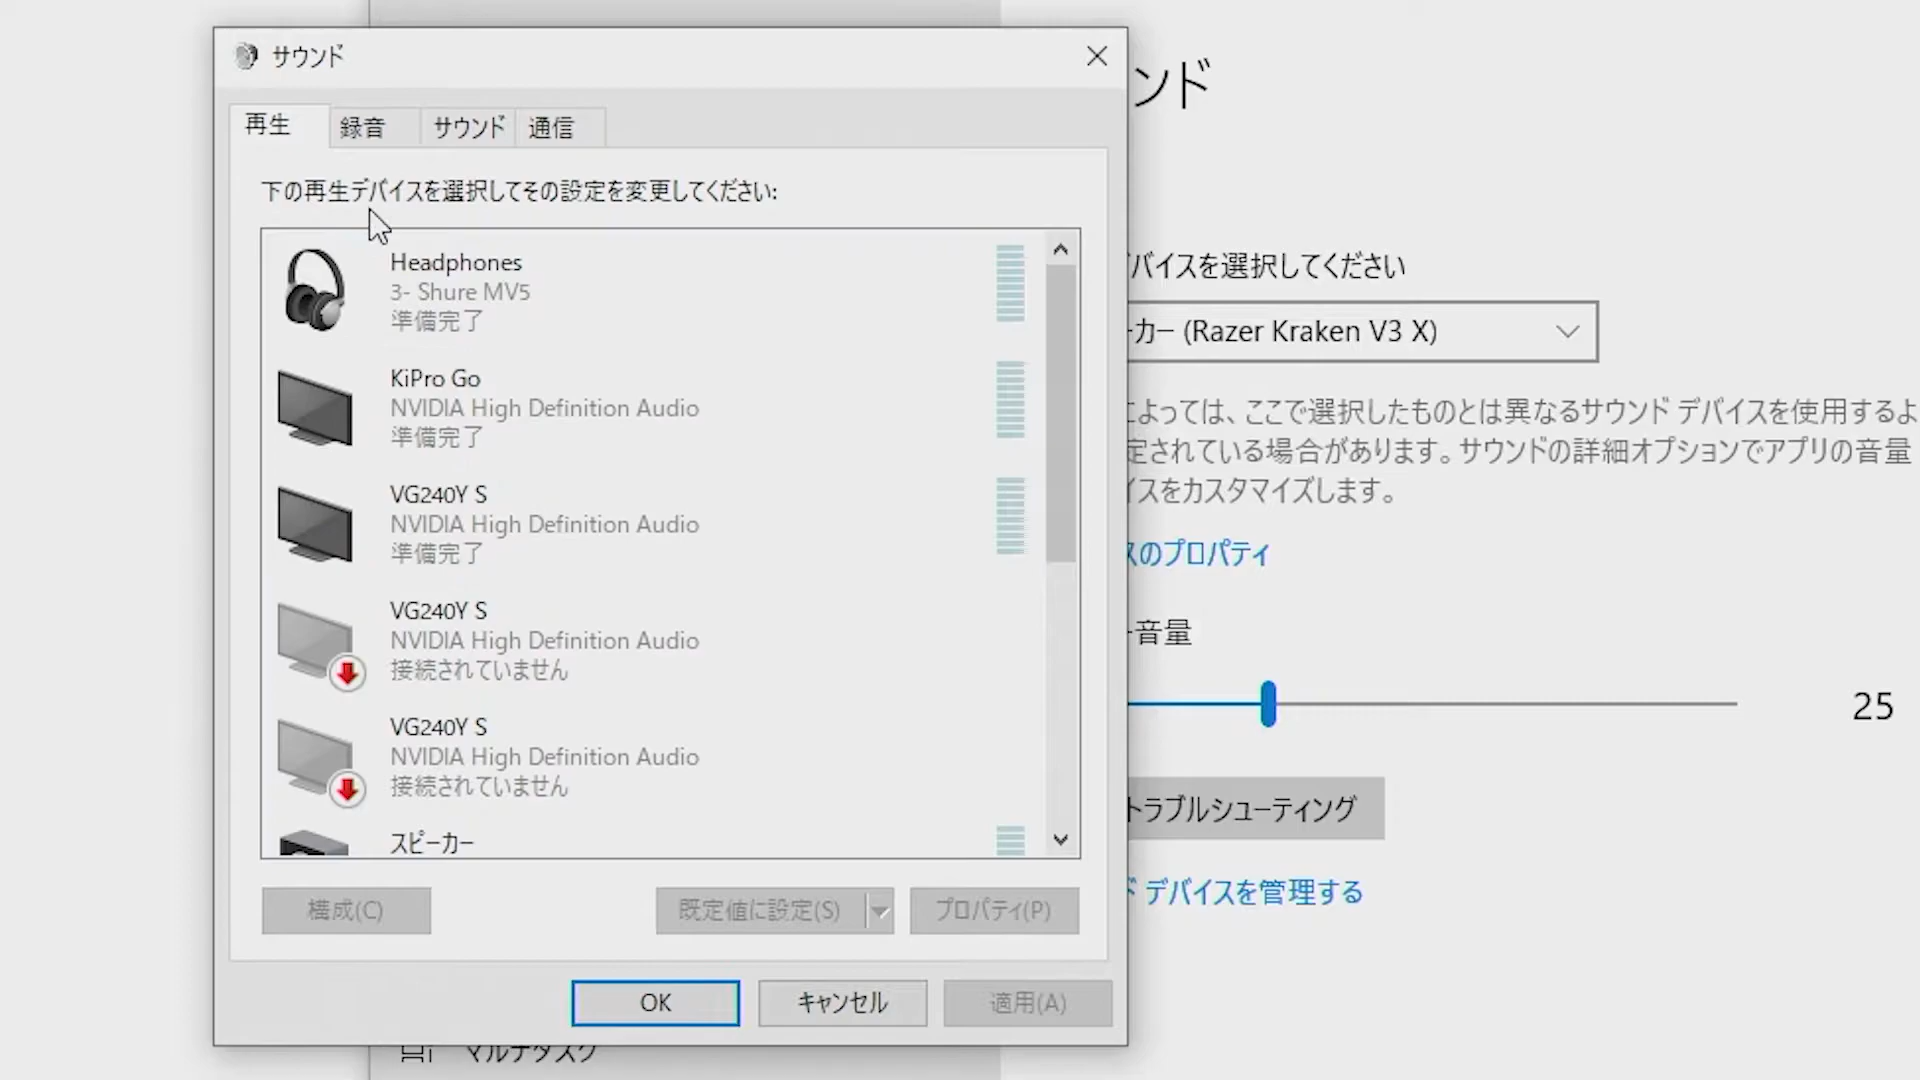 サウンド
再生
録音
サウンド
通信
下の再生デバイスを選択してその設定を変更してください:
Headphones
3- Shure MV5
準備完了
KiPro Go
NVIDIA High Definition Audio
準備完了
VG240Y S
NVIDIA High Definition Audio
準備完了
VG240Y S
NVIDIA High Definition Audio
接続されていません
VG240Y S
NVIDIA High Definition Audio
接続されていません
スピーカー
構成(C)
既定値に設定(S)
プロパティ(P)
OK
キャンセル
適用(A)
ンド
バイスを選択してください
カー (Razer Kraken V3 X)
よっては、ここで選択したものとは異なるサウンド デバイスを使用するよ
定されている場合があります。サウンドの詳細オプションでアプリの音量
イスをカスタマイズします。
スのプロパティ
音量
25
トラブルシューティング
ド デバイスを管理する
マルチタスク